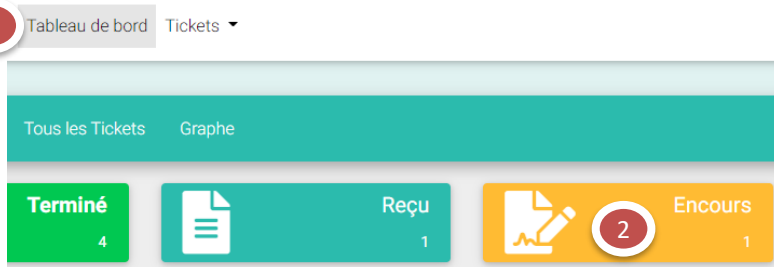 Tableau de bord Tickets
Tous les Tickets Graphe
Terminé Reçu Encours
4 1 2 1